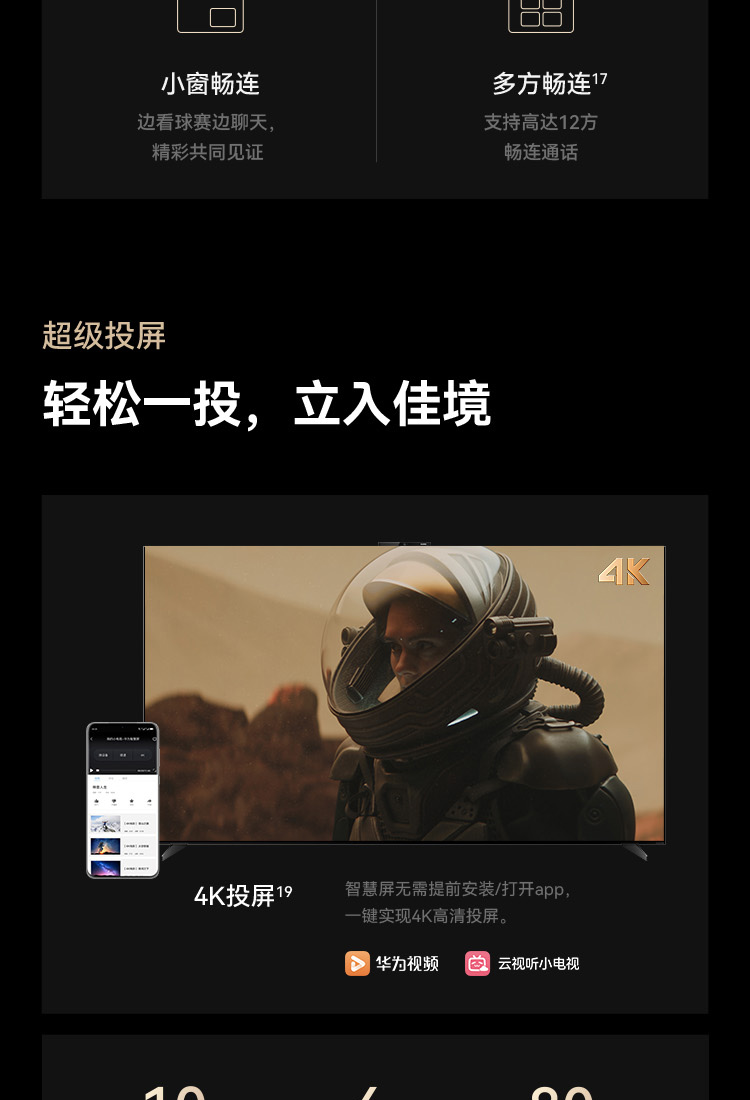 小窗畅连
边看球赛边聊天，
精彩共同见证
多方畅连17
支持高达12方
畅连通话
超级投屏
轻松一投，立入佳境
4K
4K投屏19
智慧屏无需提前安装/打开app，
一键实现4K高清投屏。
华为视频
云视听小电视